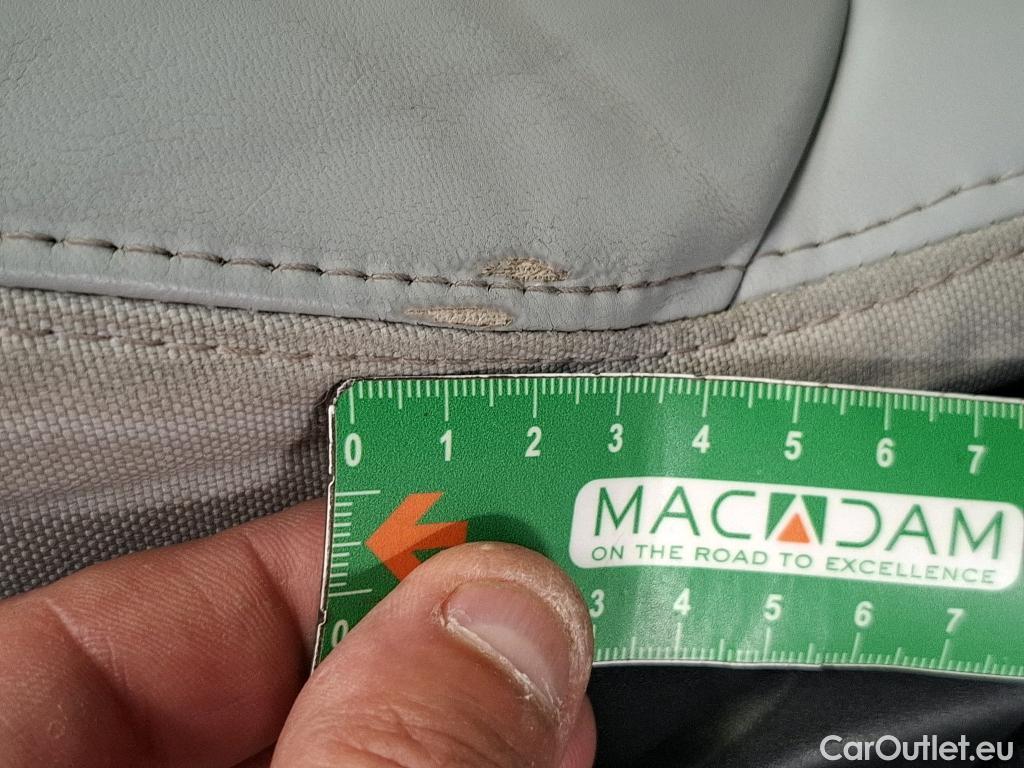 0 1 2 3 4 5 6 7
MACADAM
ON THE ROAD TO EXCELLENCE
0 3 4 5 6 7
CarOutlet.eu